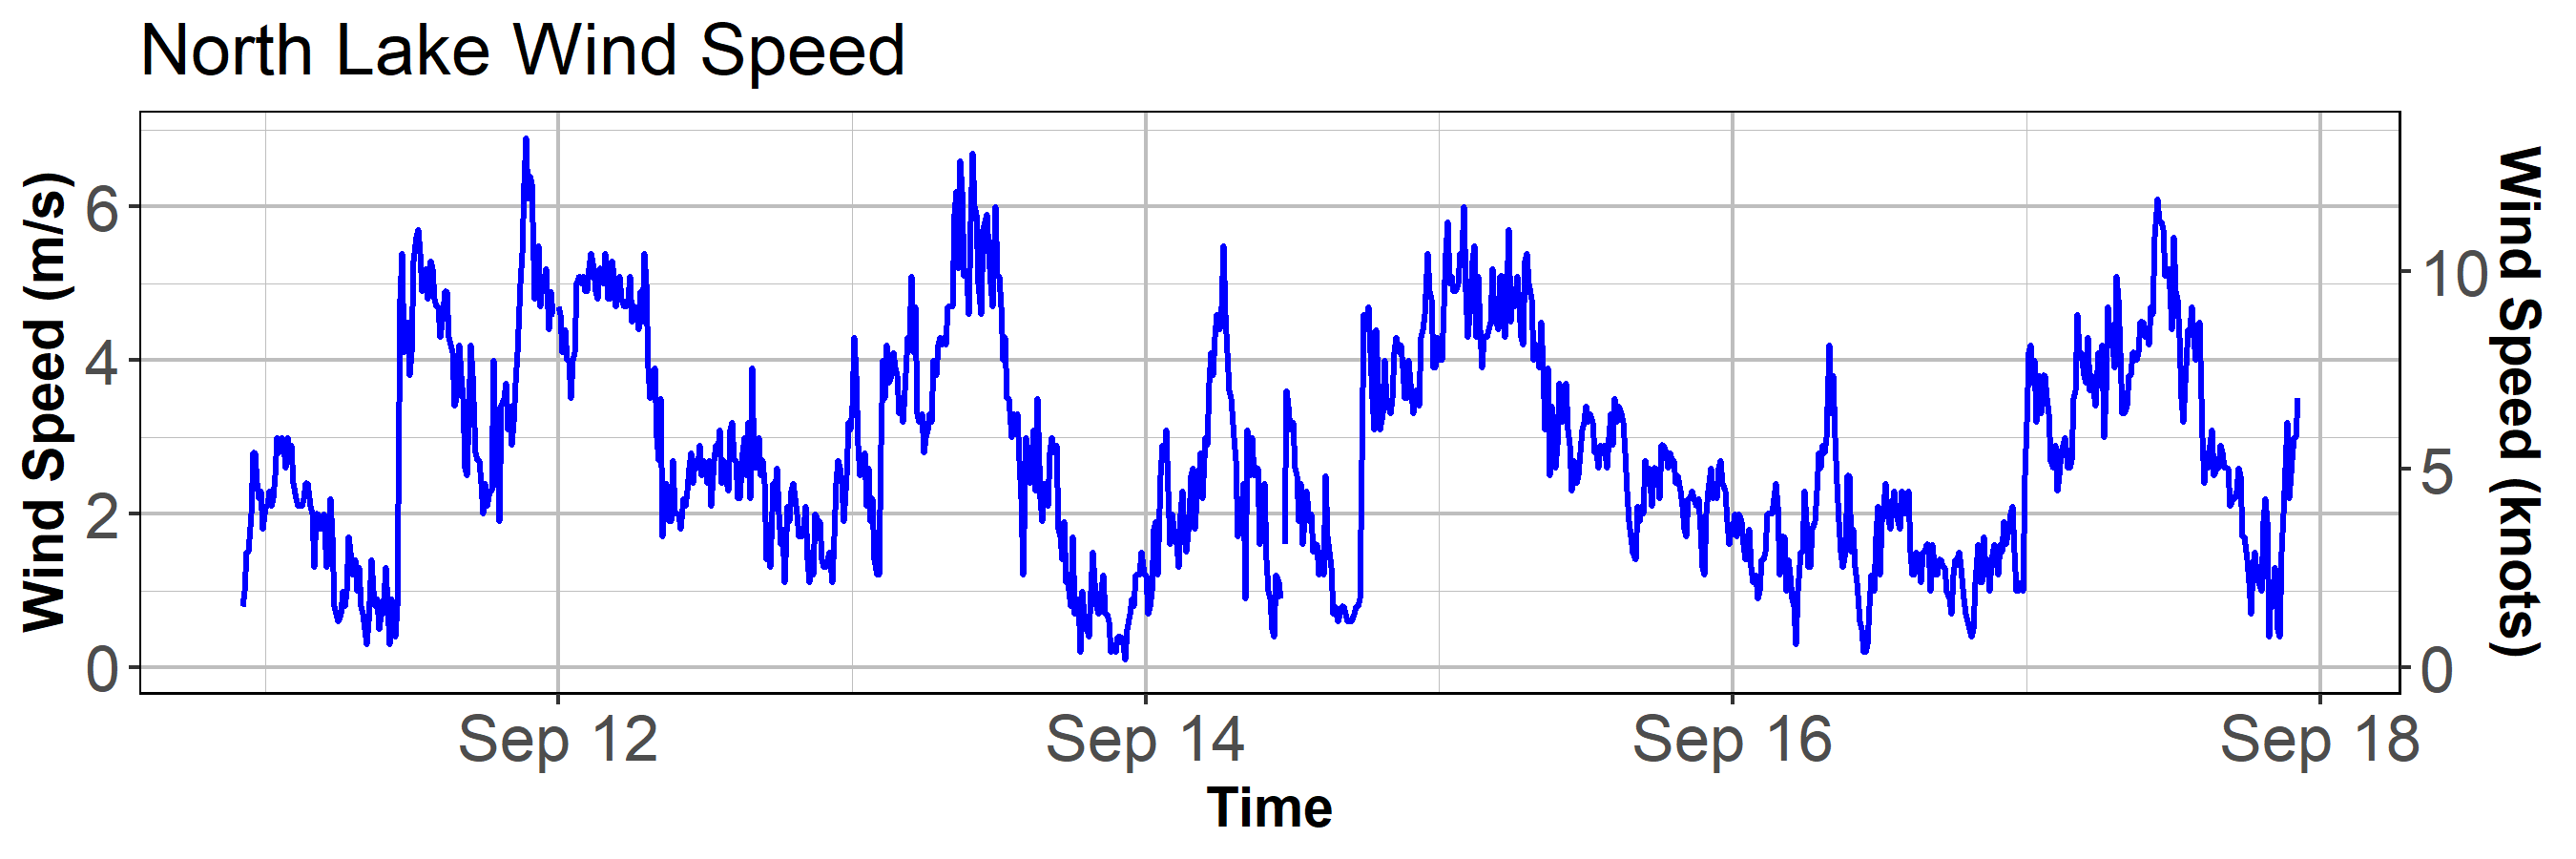 North Lake Wind Speed
Wind Speed (m/s)
6
4
2
0
Wind Speed (knots)
10
5
0
Sep 12
Sep 14
Sep 16
Sep 18
Time